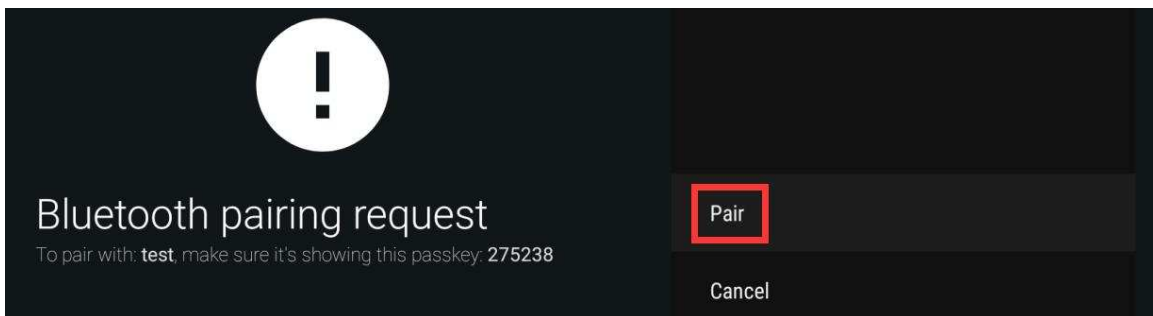 Bluetooth pairing request
To pair with: test, make sure it's showing this passkey: 275238
Pair
Cancel